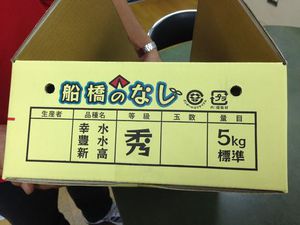 船橋のなし
生産者 品種名 等級 玉数 量目
幸水
豊水
新高
秀
5kg
標準